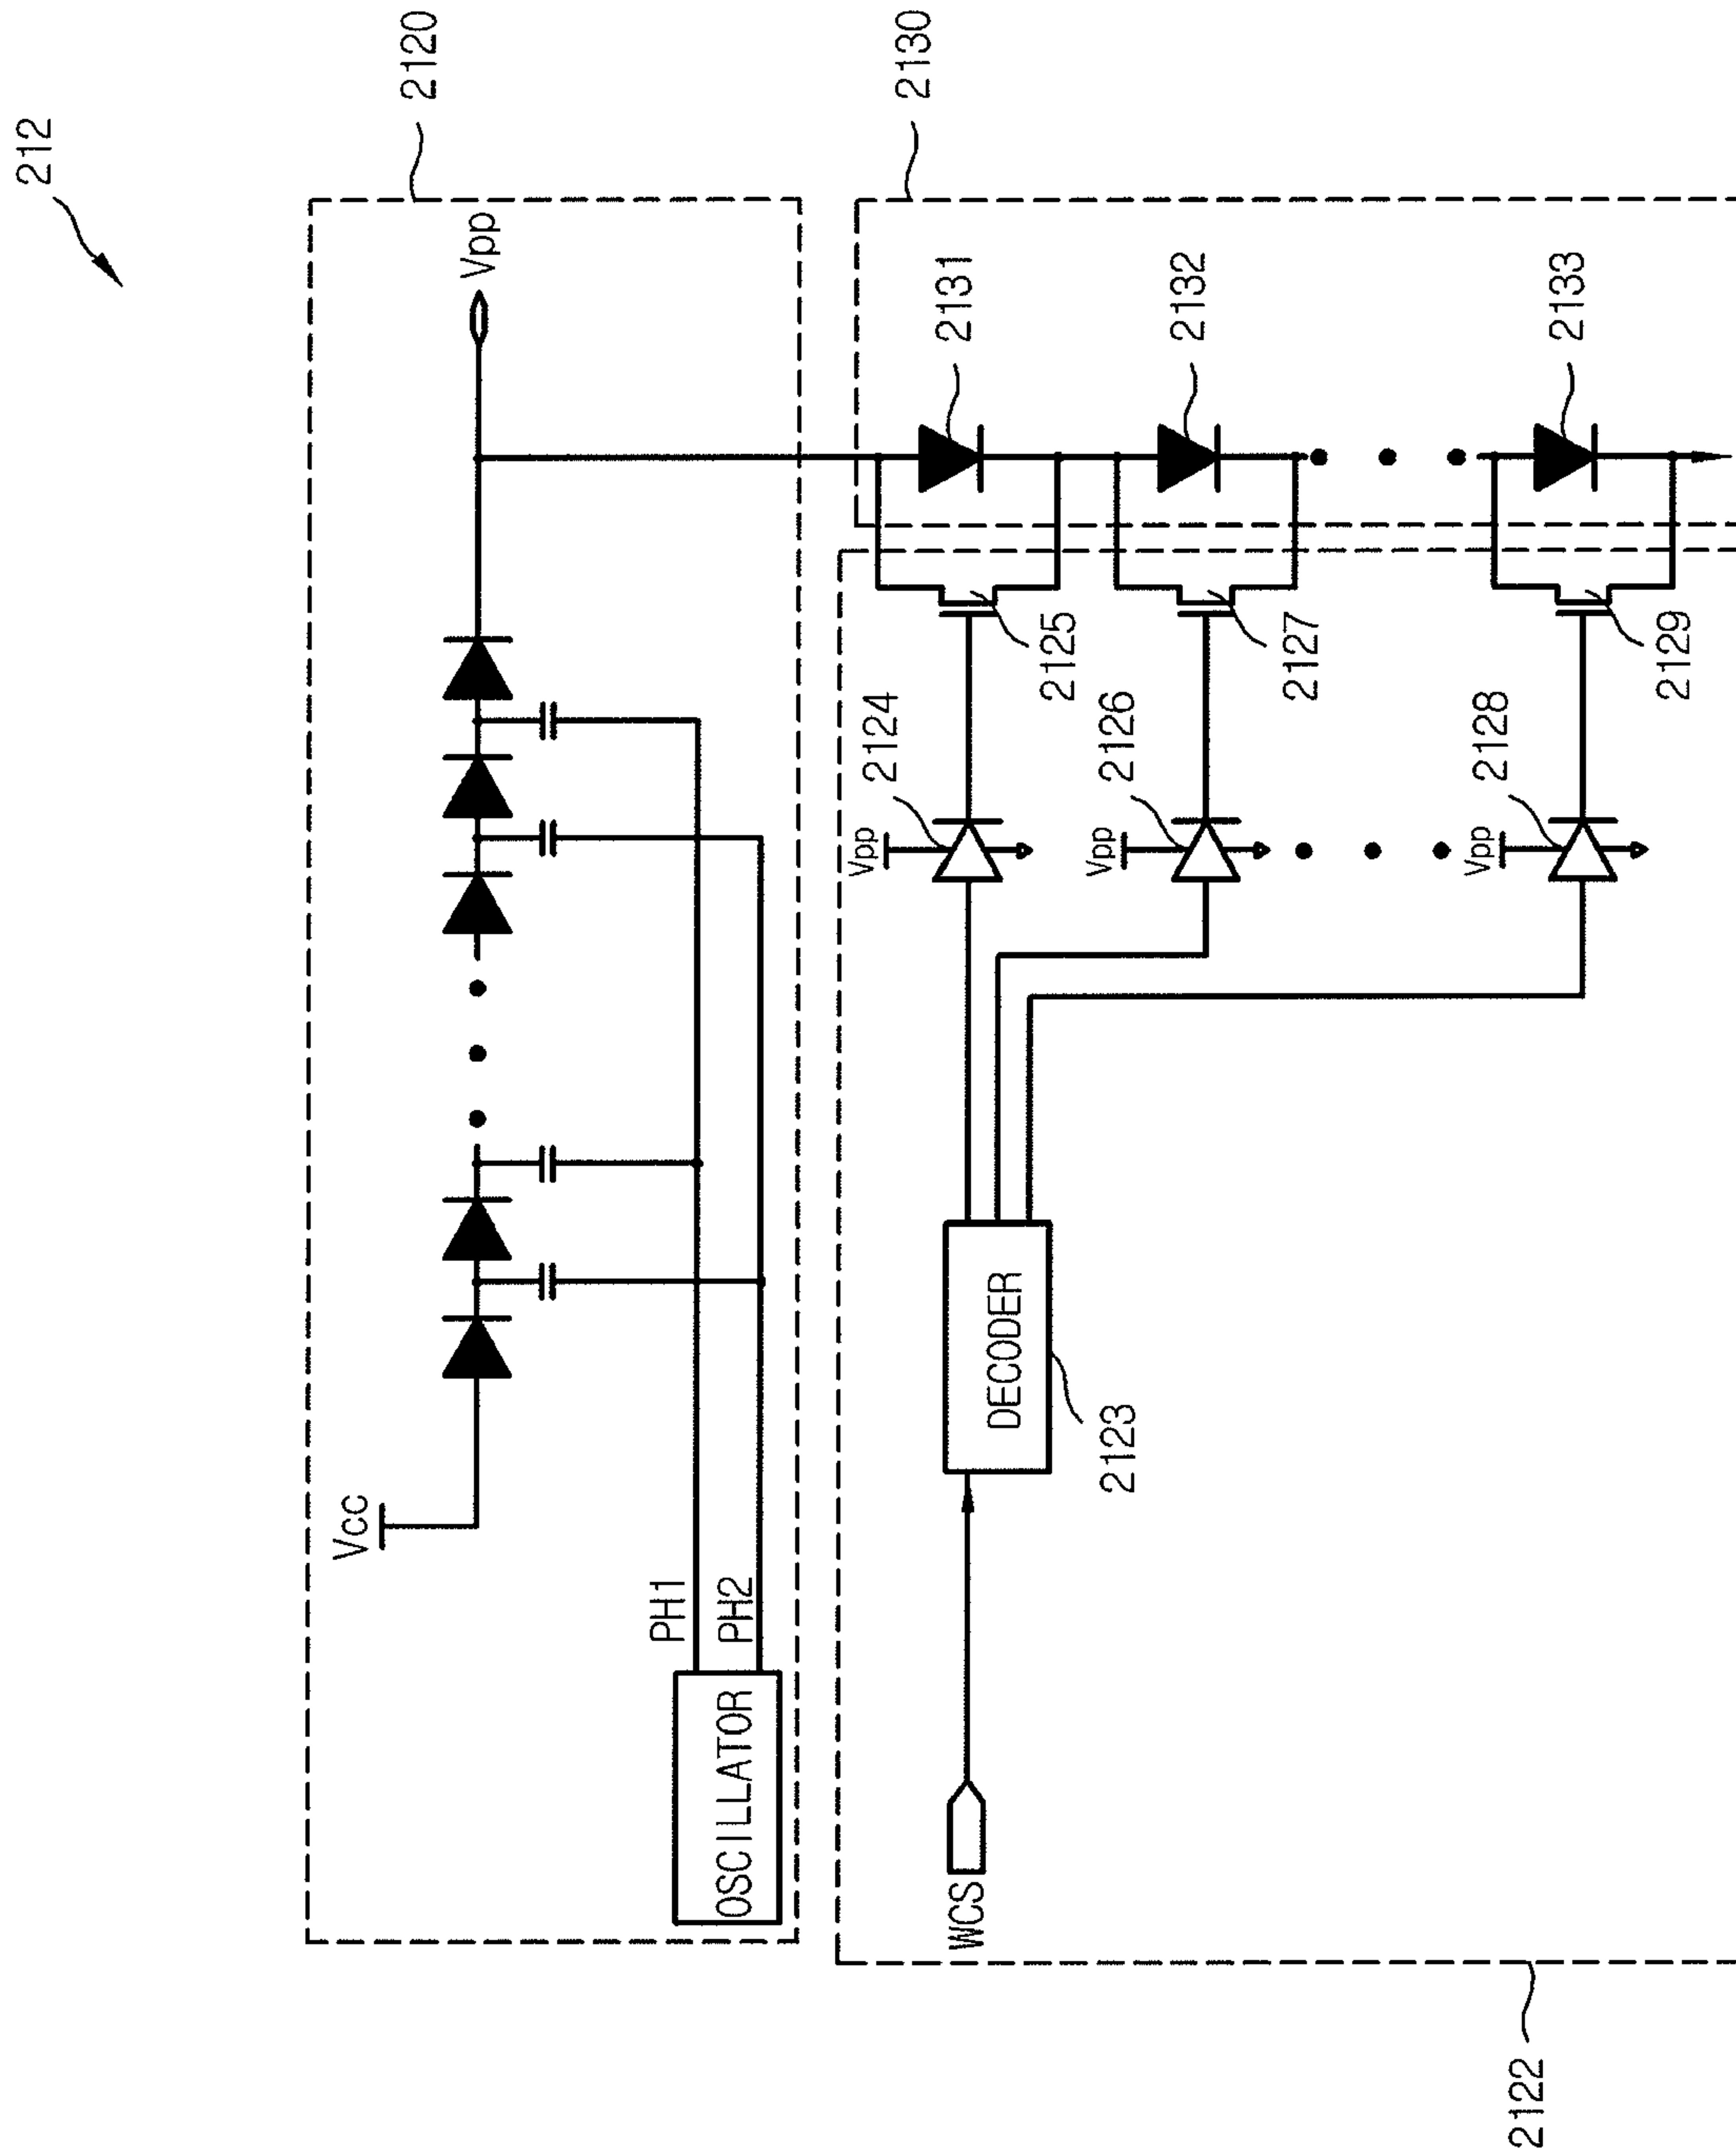 212
2120
Vcc
Vpp
PH1
PH2
OSCILLATOR
2130
2131
2132
2133
Vpp
2124
2125
Vpp
2126
2127
Vpp
2128
2129
WCS
DECODER
2123
2122